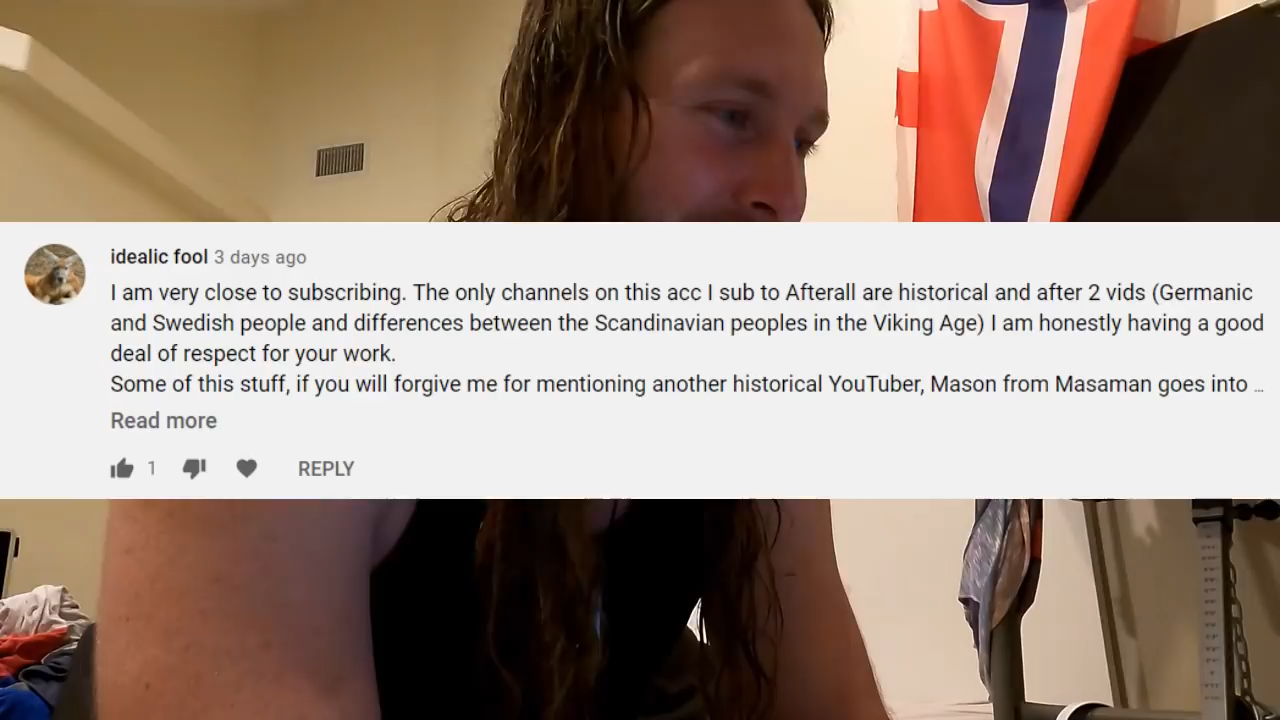 idealic fool 3 days ago
I am very close to subscribing. The only channels on this acc I sub to Afterall are historical and after 2 vids (Germanic
and Swedish people and differences between the Scandinavian peoples in the Viking Age) I am honestly having a good
deal of respect for your work.
Some of this stuff, if you will forgive me for mentioning another historical YouTuber, Mason from Masaman goes into ...
Read more
1 REPLY